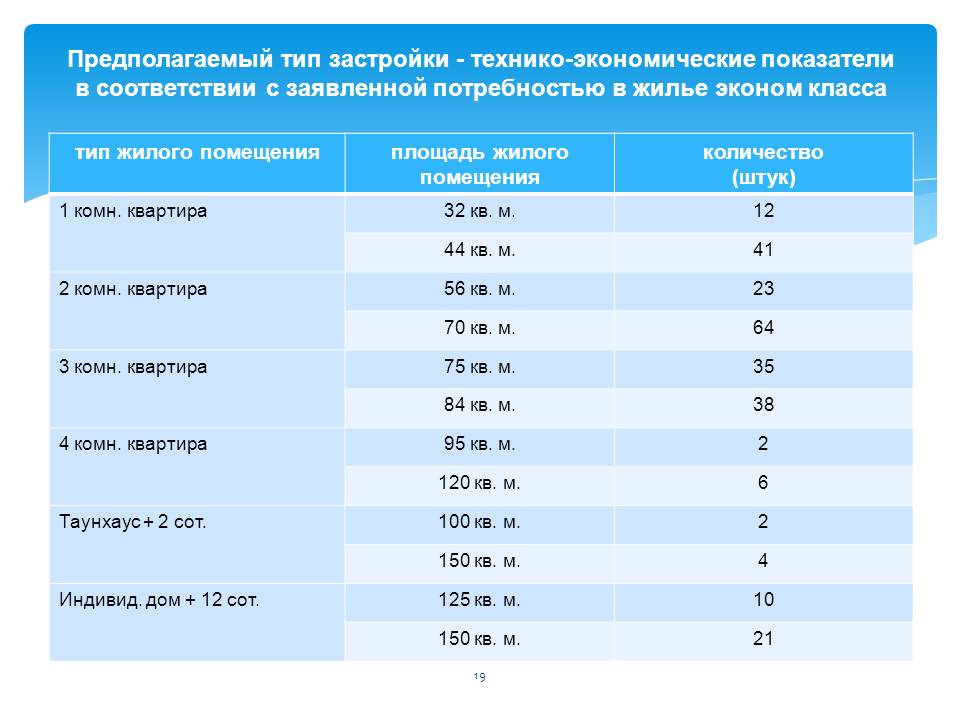 Предполагаемый тип застройки - технико-экономические показатели
в соответствии с заявленной потребностью в жилье эконом класса
тип жилого помещения площадь жилого помещения количество (штук)
1 комн. квартира 32 кв. м. 12
44 кв. м. 41
2 комн. квартира 56 кв. м. 23
70 кв. м. 64
3 комн. квартира 75 кв. м. 35
84 кв. м. 38
4 комн. квартира 95 кв. м. 2
120 кв. м. 6
Таунхаус + 2 сот. 100 кв. м. 2
150 кв. м. 4
Индивид. дом + 12 сот. 125 кв. м. 10
150 кв. м. 21
19